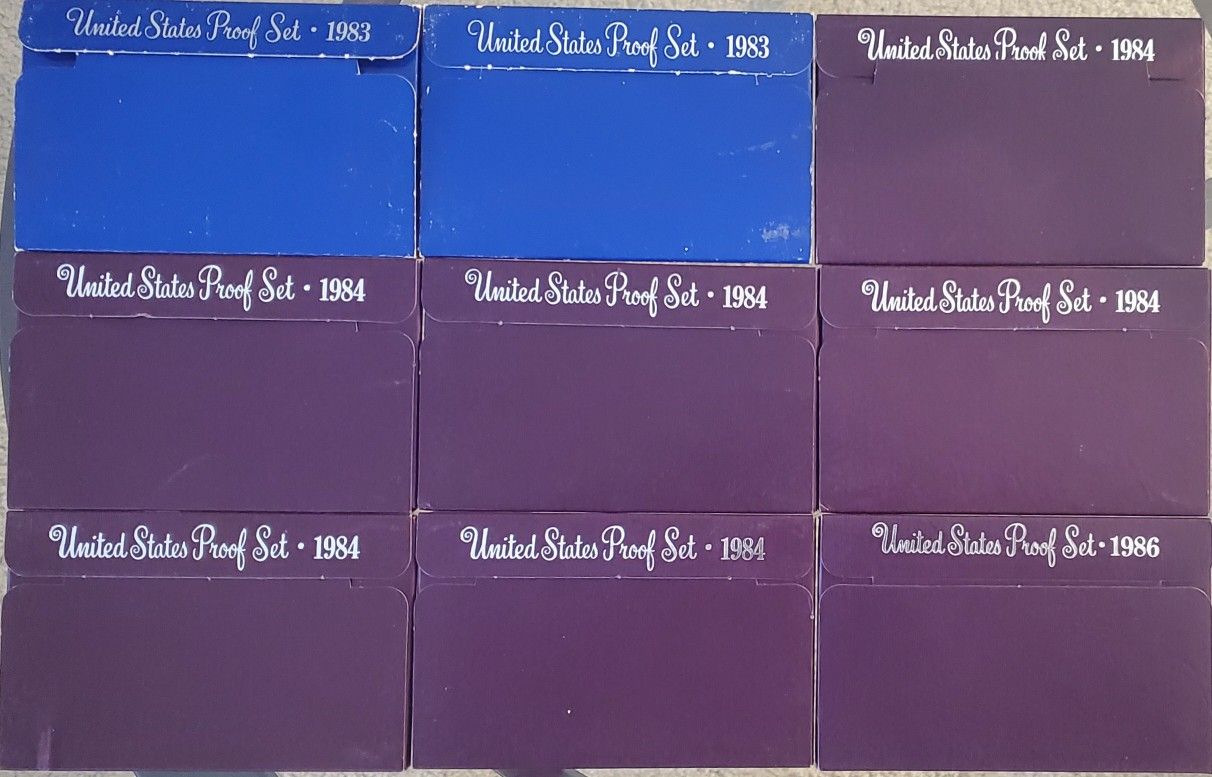 United States Proof Set • 1983
United States Proof Set • 1983
United States Proof Set • 1984
United States Proof Set • 1984
United States Proof Set • 1984
United States Proof Set • 1984
United States Proof Set • 1984
United States Proof Set • 1984
United States Proof Set • 1986